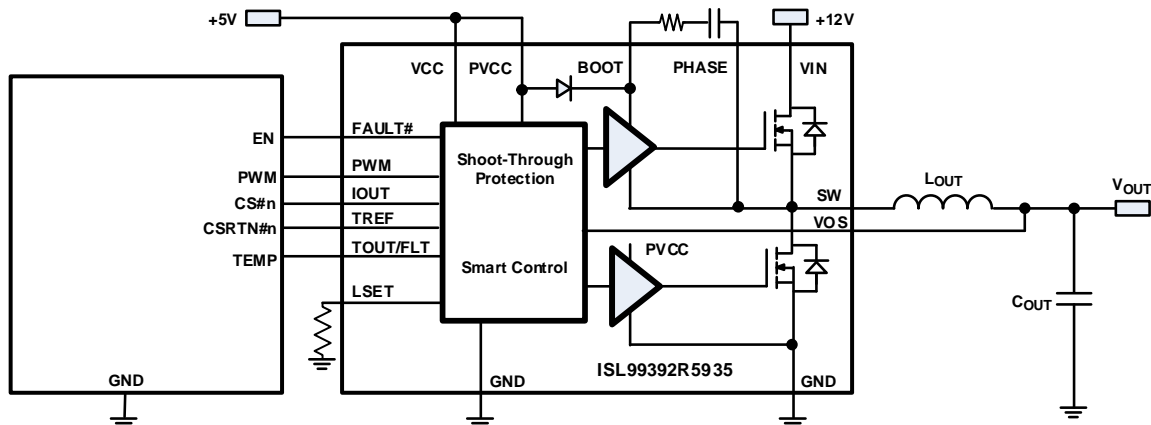 +5V
+12V
VCC
PVCC
BOOT
PHASE
VIN
EN
FAULT#
PWM
PWM
CS#n
IOUT
CSRTN#n
TREF
TEMP
TOUT/FLT
LSET
Shoot-Through
Protection
Smart Control
SW
VOS
LOUT
VOUT
PVCC
COUT
ISL99392R5935
GND
GND
GND